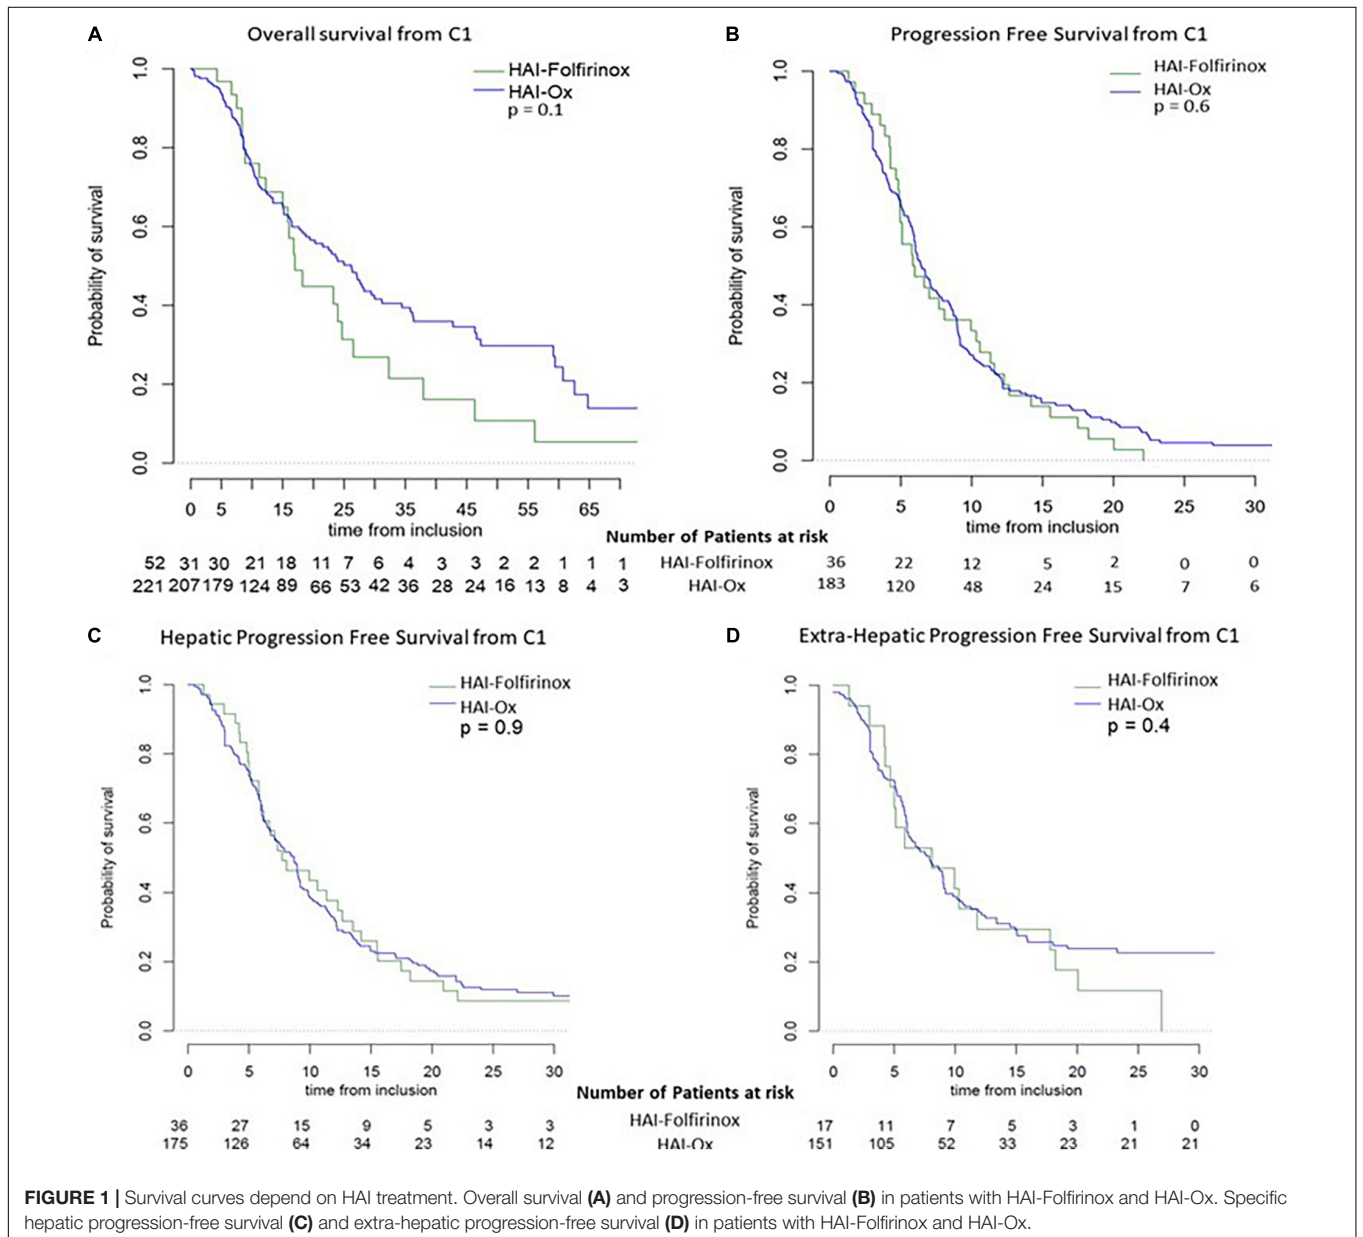 A
Overall survival from C1
HAI-Folfirinox
HAI-Ox
p = 0.1
1.0
0.8
0.6
0.4
0.2
0.0
Probability of survival
0 5 15 25 35 45 55 65
time from inclusion
B
Progression Free Survival from C1
HAI-Folfirinox
HAI-Ox
p = 0.6
1.0
0.8
0.6
0.4
0.2
0.0
Probability of survival
0 5 10 15 20 25 30
time from inclusion
Number of Patients at risk
52 31 30 21 18 11 7 6 4 3 3 2 2 1 1 1 HAI-Folfirinox 36 22 12 5 2 0 0
221 207 179 124 89 66 53 42 36 28 24 16 13 8 4 3 HAI-Ox 183 120 48 24 15 7 6
C
Hepatic Progression Free Survival from C1
HAI-Folfirinox
HAI-Ox
p = 0.9
1.0
0.8
0.6
0.4
0.2
0.0
Probability of survival
0 5 10 15 20 25 30
time from inclusion
D
Extra-Hepatic Progression Free Survival from C1
HAI-Folfirinox
HAI-Ox
p = 0.4
1.0
0.8
0.6
0.4
0.2
0.0
Probability of survival
0 5 10 15 20 25 30
time from inclusion
Number of Patients at risk
36 27 15 9 5 3 3 HAI-Folfirinox 17 11 7 5 3 1 0
175 126 64 34 23 14 12 HAI-Ox 151 105 52 33 23 21 21
FIGURE 1 | Survival curves depend on HAI treatment. Overall survival (A) and progression-free survival (B) in patients with HAI-Folfirinox and HAI-Ox. Specific
hepatic progression-free survival (C) and extra-hepatic progression-free survival (D) in patients with HAI-Folfirinox and HAI-Ox.